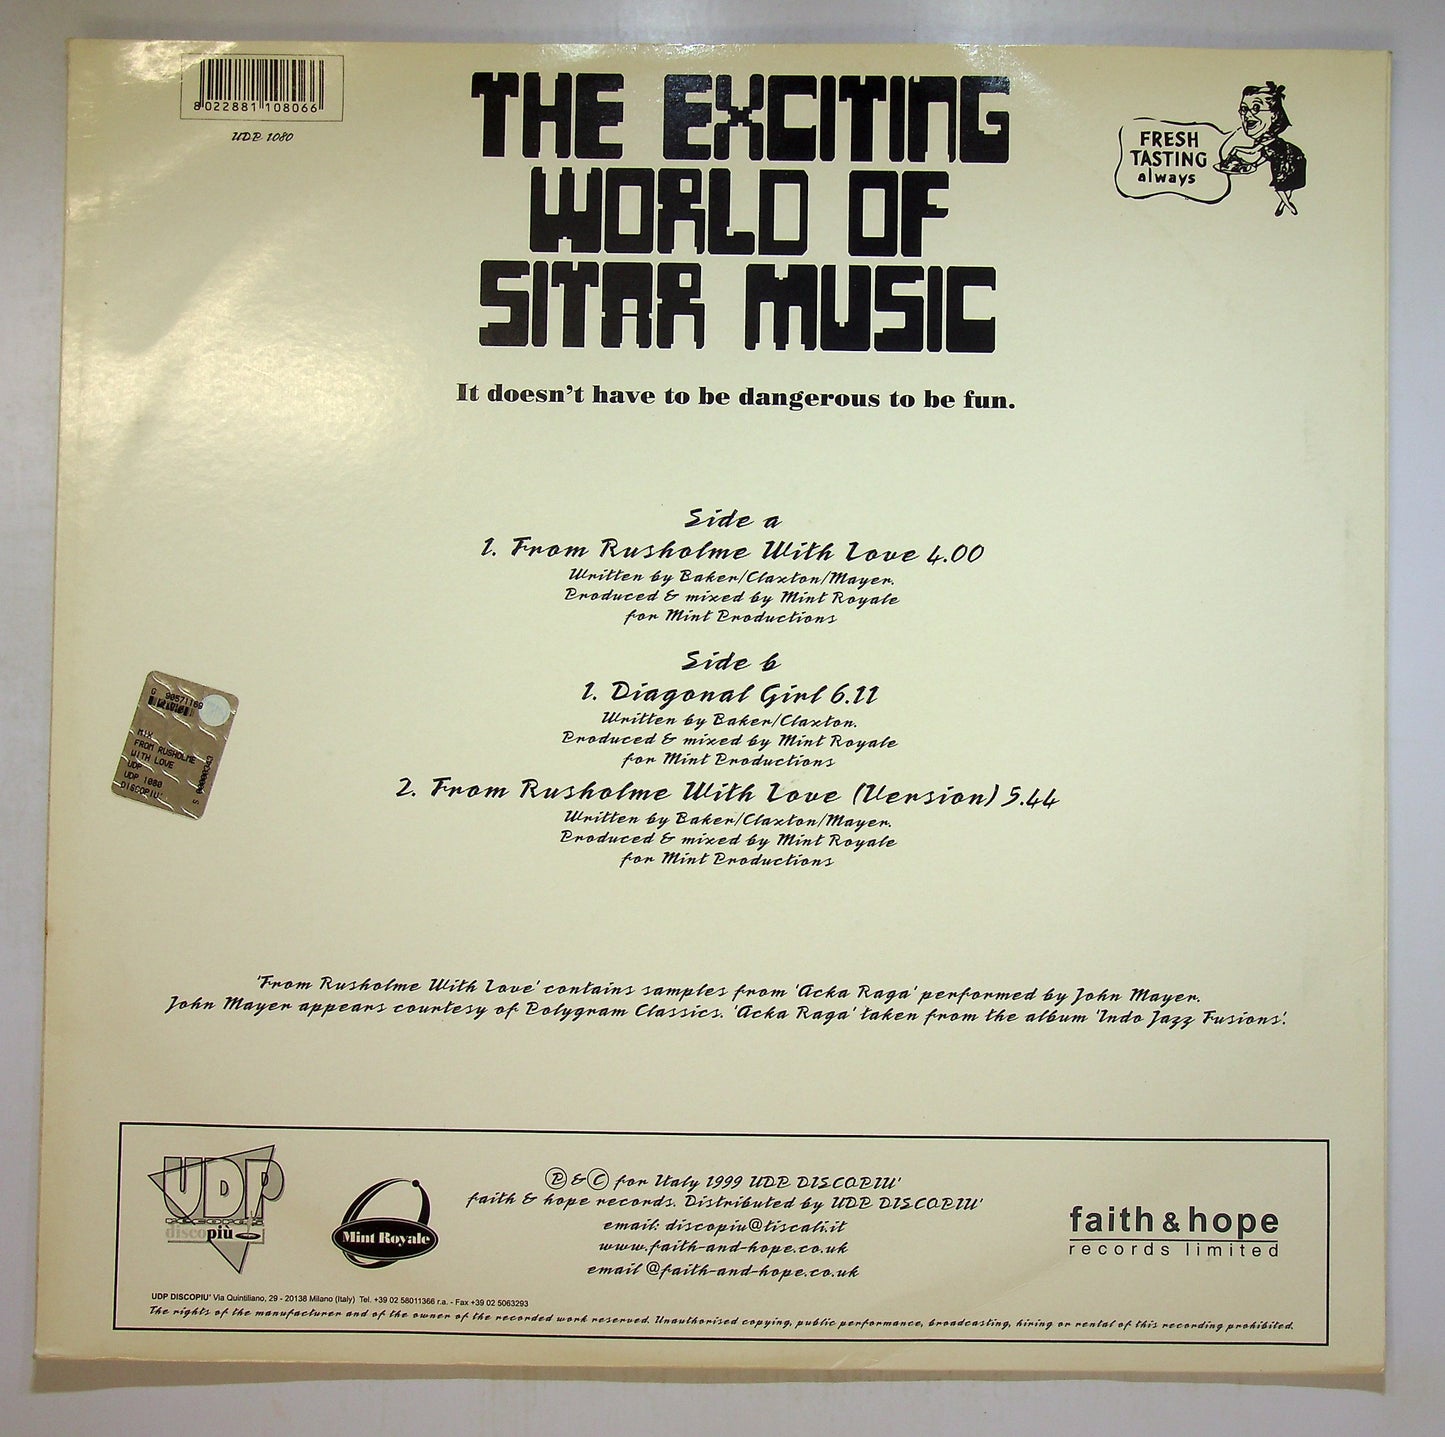 8 022881 108066
UDP 1080
THE EXCITING
WORLD OF
SITAR MUSIC
FRESH
TASTING
always
It doesn't have to be dangerous to be fun.
Side a
1. From Rusholme With Love 4.00
Written by Baker/Claxton/Mayer.
Produced & mixed by Mint Royale
for Mint Productions
Side b
1. Diagonal Girl 6.11
Written by Baker/Claxton.
Produced & mixed by Mint Royale
for Mint Productions
2. From Rusholme With Love (Version) 5.44
Written by Baker/Claxton/Mayer.
Produced & mixed by Mint Royale
for Mint Productions
G 90571169
MIX
FROM RUSHOLME
WITH LOVE
UDP
UDP 1080
DISCOPIU'
'From Rusholme With Love' contains samples from 'Acka Raga' performed by John Mayer.
John Mayer appears courtesy of Polygram Classics. 'Acka Raga' taken from the album 'Indo Jazz Fusions'.
UDP
discopiù
Mint Royale
Ⓟ & © for Italy 1999 UDP DISCOPIU'
faith & hope records. Distributed by UDP DISCOPIU'
email: discopiu@tiscali.it
www.faith-and-hope.co.uk
email @faith-and-hope.co.uk
faith & hope
records limited
UDP DISCOPIU' Via Quintiliano, 29 - 20138 Milano (Italy) Tel. +39 02 58011366 r.a. - Fax +39 02 5063293
The rights of the manufacturer and of the owner of the recorded work reserved. Unauthorised copying, public performance, broadcasting, hiring or rental of this recording prohibited.